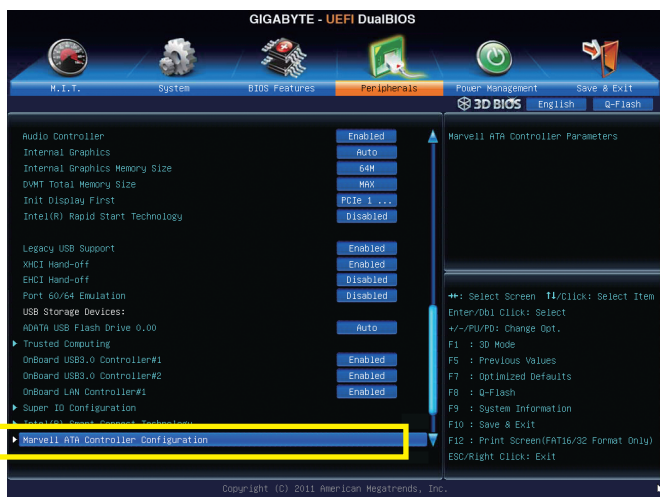 GIGABYTE - UEFI DualBIOS
M.I.T. System BIOS Features Peripherals Power Management Save & Exit
3D BIOS English Q-Flash
Audio Controller Enabled
Internal Graphics Auto
Internal Graphics Memory Size 64M
DVMT Total Memory Size MAX
Init Display First PCIe 1 ...
Intel(R) Rapid Start Technology Disabled
Legacy USB Support Enabled
XHCI Hand-off Enabled
EHCI Hand-off Disabled
Port 60/64 Emulation Disabled
USB Storage Devices:
ADATA USB Flash Drive 0.00 Auto
Trusted Computing
OnBoard USB3.0 Controller#1 Enabled
OnBoard USB3.0 Controller#2 Enabled
OnBoard LAN Controller#1 Enabled
Super IO Configuration
Intel(R) Smart Connect Technology
Marvell ATA Controller Configuration
Marvell ATA Controller Parameters
→←: Select Screen ↑↓/Click: Select Item
Enter/Dbl Click: Select
+/-/PU/PD: Change Opt.
F1 : 3D Mode
F5 : Previous Values
F7 : Optimized Defaults
F8 : Q-Flash
F9 : System Information
F10 : Save & Exit
F12 : Print Screen(FAT16/32 Format Only)
ESC/Right Click: Exit
Copyright (C) 2011 American Megatrends, Inc.